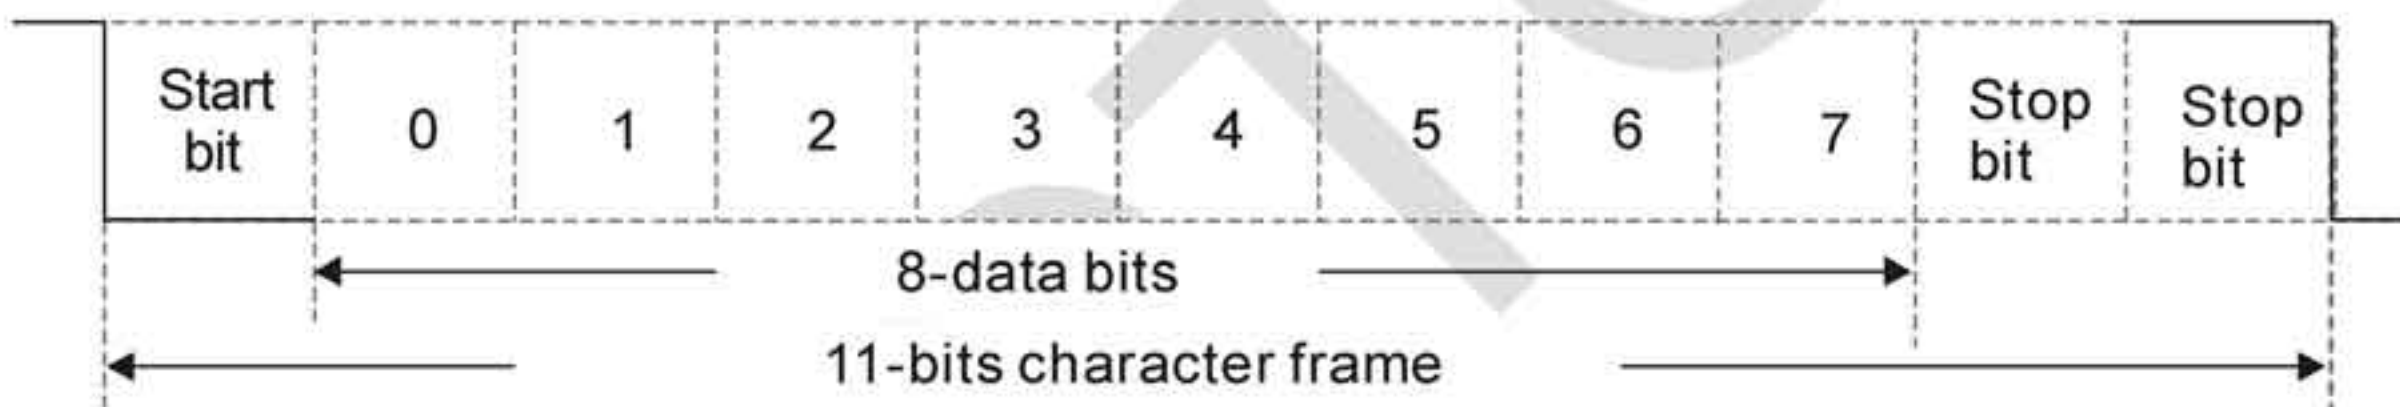 Start bit 0 1 2 3 4 5 6 7 Stop bit Stop bit
8-data bits
11-bits character frame